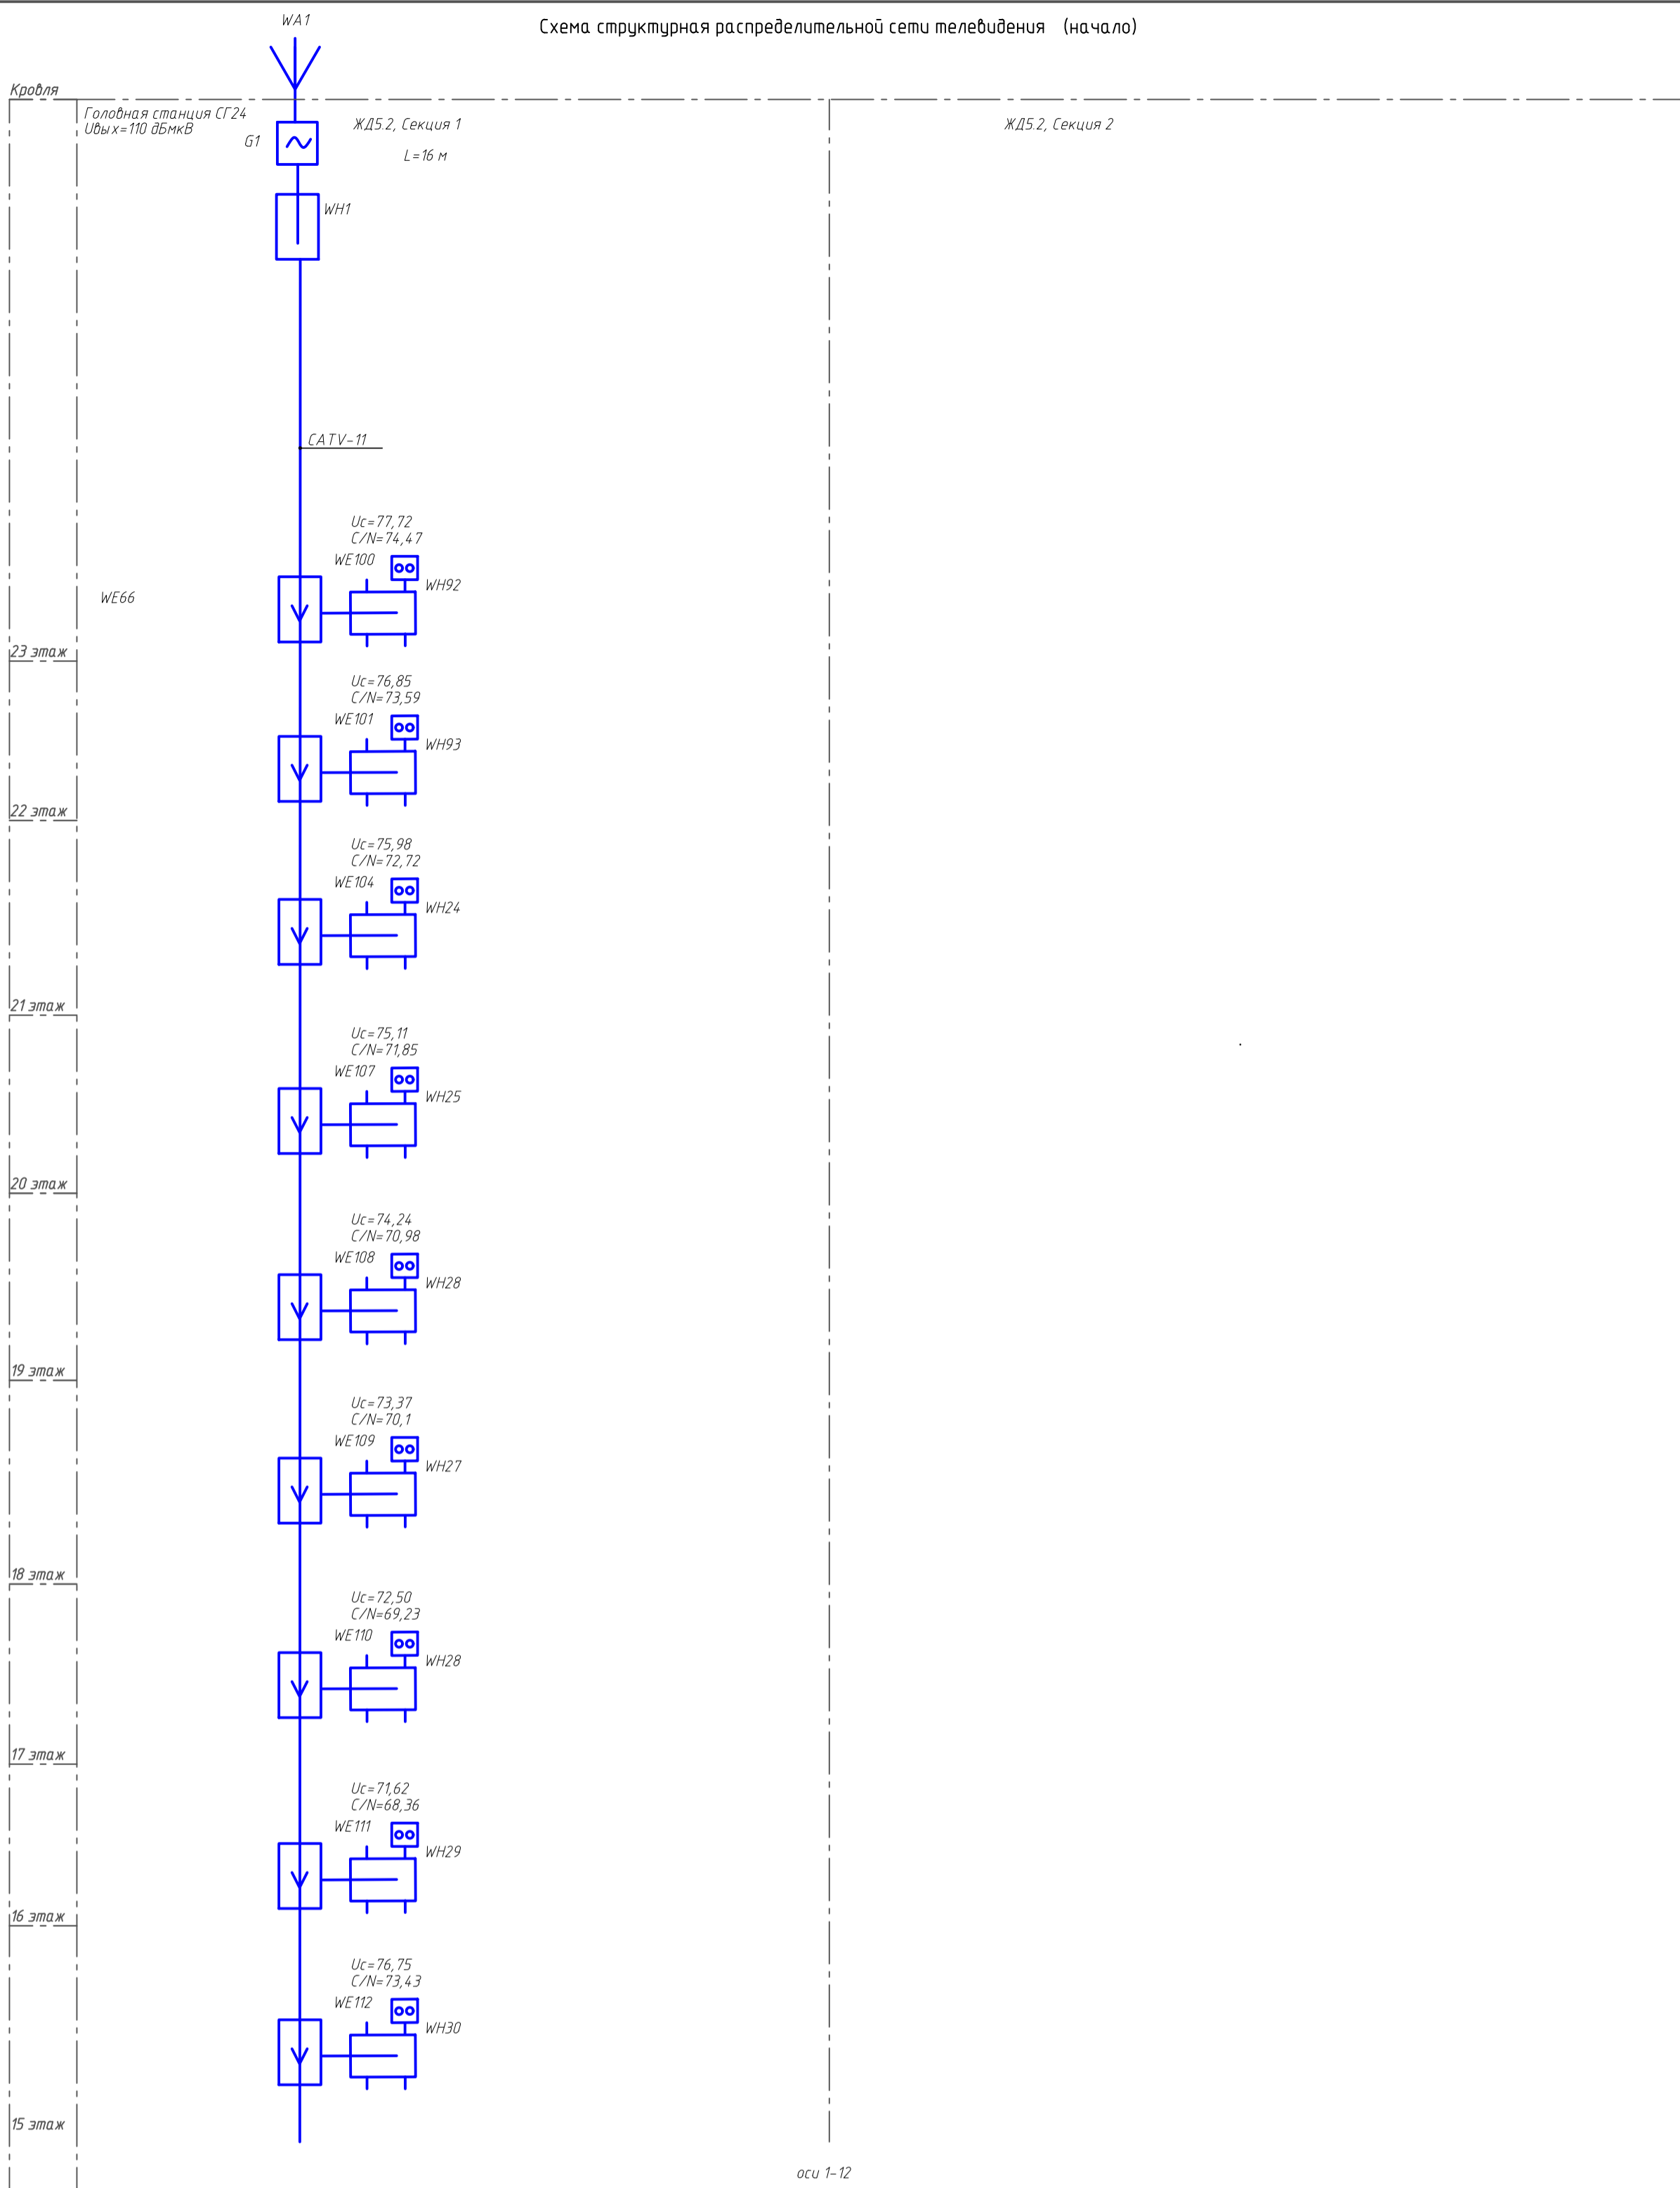 WA1
Схема структурная распределительной сети телевидения (начало)
Кровля
Головная станция СГ24
Uвых=110 дБмкВ
G1
ЖД5.2, Секция 1
L=16 м
ЖД5.2, Секция 2
WH1
CATV-11
Uc=77,72
C/N=74,47
WE100
WH92
WE66
23 этаж
Uc=76,85
C/N=73,59
WE101
WH93
22 этаж
Uc=75,98
C/N=72,72
WE104
WH24
21 этаж
Uc=75,11
C/N=71,85
WE107
WH25
20 этаж
Uc=74,24
C/N=70,98
WE108
WH28
19 этаж
Uc=73,37
C/N=70,1
WE109
WH27
18 этаж
Uc=72,50
C/N=69,23
WE110
WH28
17 этаж
Uc=71,62
C/N=68,36
WE111
WH29
16 этаж
Uc=76,75
C/N=73,43
WE112
WH30
15 этаж
оси 1-12